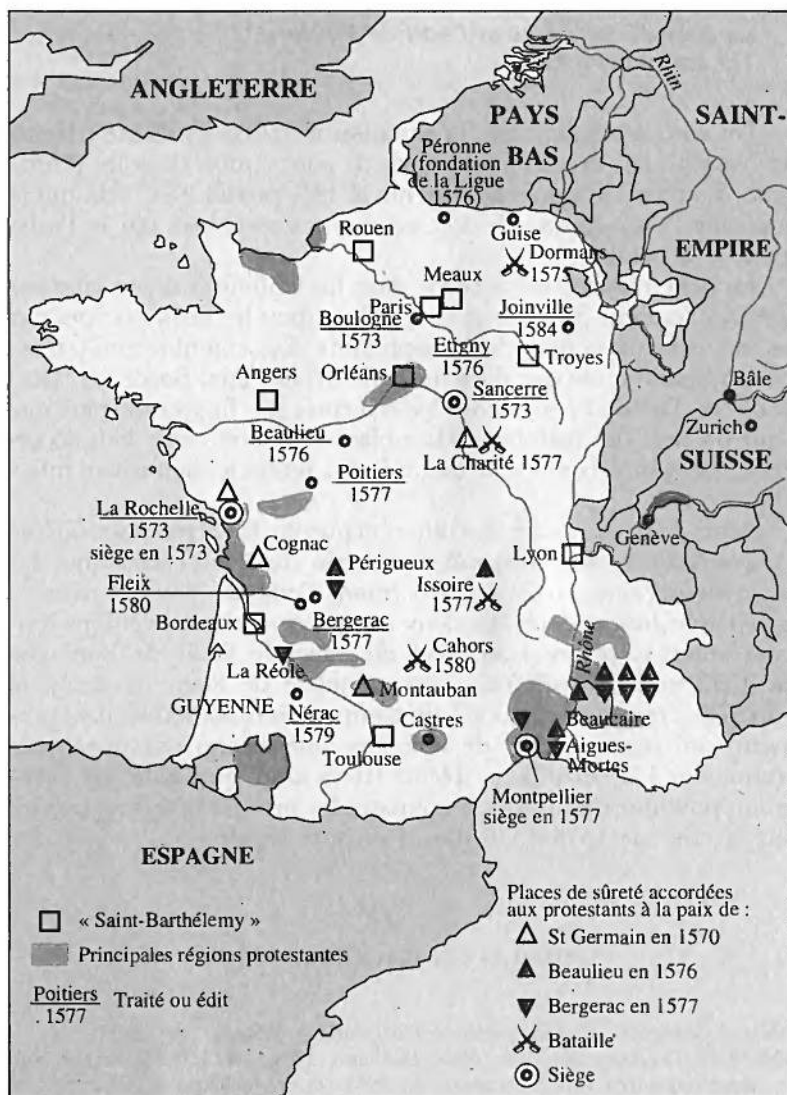 ANGLETERRE
PAYS
BAS
Rhin
SAINT-
EMPIRE
Péronne
(fondation
de la Ligue
1576)
Guise
Rouen
Dormans
1575
Meaux
Paris
Boulogne
1573
Joinville
1584
Etigny
1576
Troyes
Angers
Orléans
Sancerre
1573
Bâle
Zurich
SUISSE
Beaulieu
1576
La Charité 1577
Poitiers
1577
La Rochelle
1573
siège en 1573
Genève
Cognac
Lyon
Périgueux
Issoire
1577
Fleix
1580
Bergerac
1577
Bordeaux
Cahors
1580
Rhône
La Réole
Montauban
GUYENNE
Nérac
1579
Castres
Beaucaire
Aigues-
Mortes
Toulouse
Montpellier
siège en 1577
ESPAGNE
« Saint-Barthélemy »
Principales régions protestantes
Poitiers
1577
Traité ou édit
Places de sûreté accordées
aux protestants à la paix de :
St Germain en 1570
Beaulieu en 1576
Bergerac en 1577
Bataille
Siège